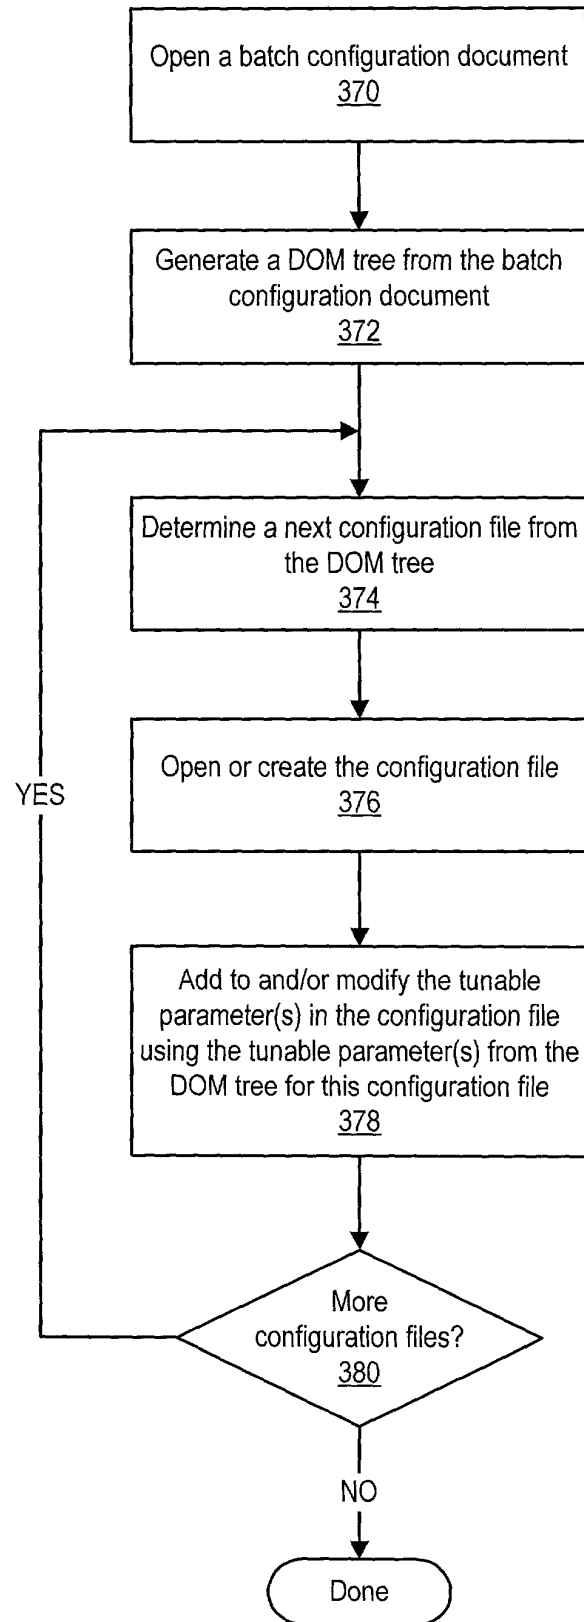 Open a batch configuration document
370
Generate a DOM tree from the batch
configuration document
372
Determine a next configuration file from
the DOM tree
374
Open or create the configuration file
376
YES
Add to and/or modify the tunable
parameter(s) in the configuration file
using the tunable parameter(s) from the
DOM tree for this configuration file
378
More
configuration files?
380
NO
Done